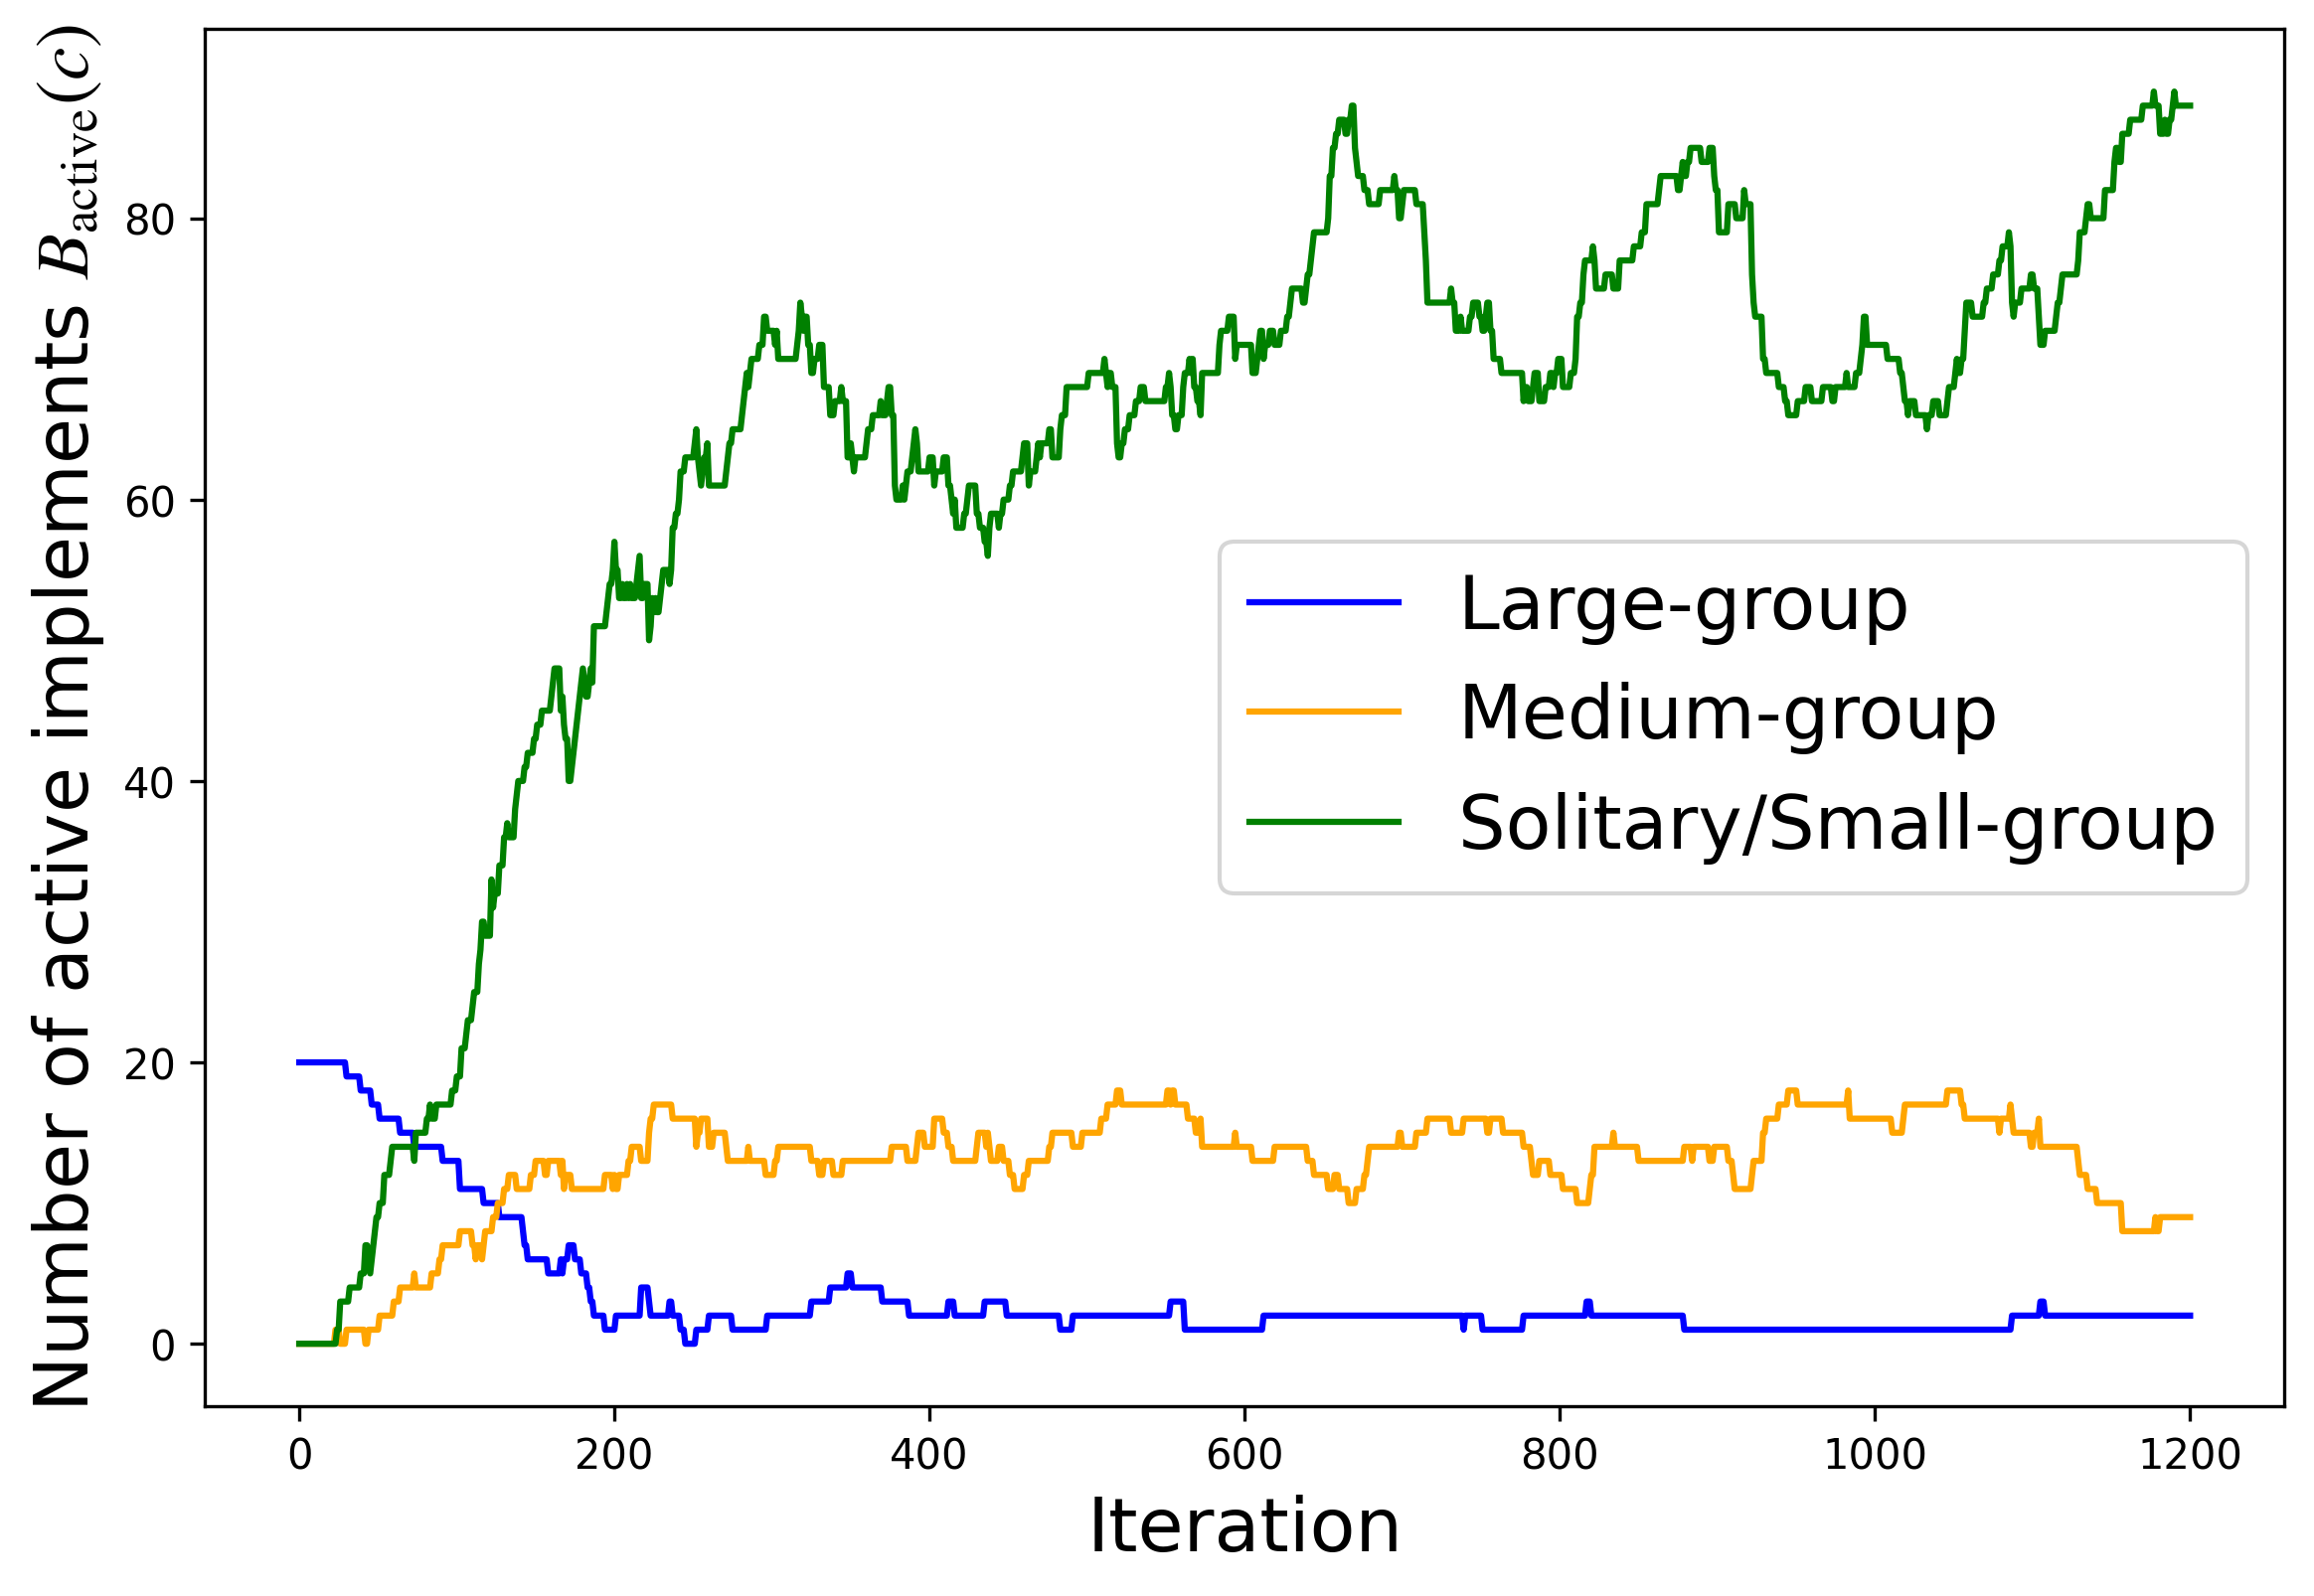 Number of active implements B_active(c)
80
60
40
20
0
Large-group
Medium-group
Solitary/Small-group
0 200 400 600 800 1000 1200
Iteration